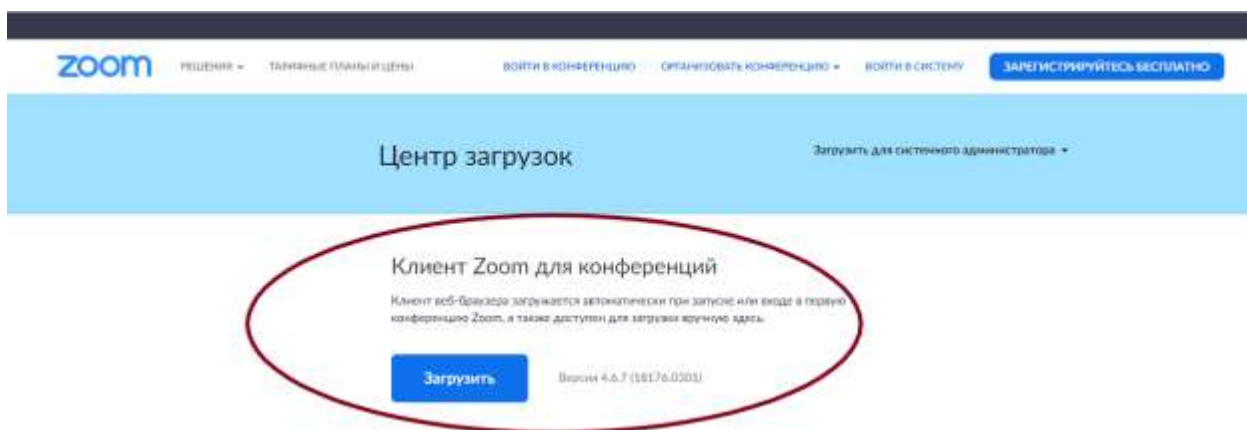 zoom
РЕШЕНИЯ
ТАРИФНЫЕ ПЛАНЫ И ЦЕНЫ
ВОЙТИ В КОНФЕРЕНЦИЮ
ОРГАНИЗОВАТЬ КОНФЕРЕНЦИЮ
ВОЙТИ В СИСТЕМУ
ЗАРЕГИСТРИРУЙТЕСЬ БЕСПЛАТНО
Центр загрузок
Загрузить для системного администратора
Клиент Zoom для конференций
Клиент веб-браузера загружается автоматически при запуске или входе в первую
конференцию Zoom, а также доступен для загрузки вручную здесь.
Загрузить
Версия 4.6.7 (18176.0301)